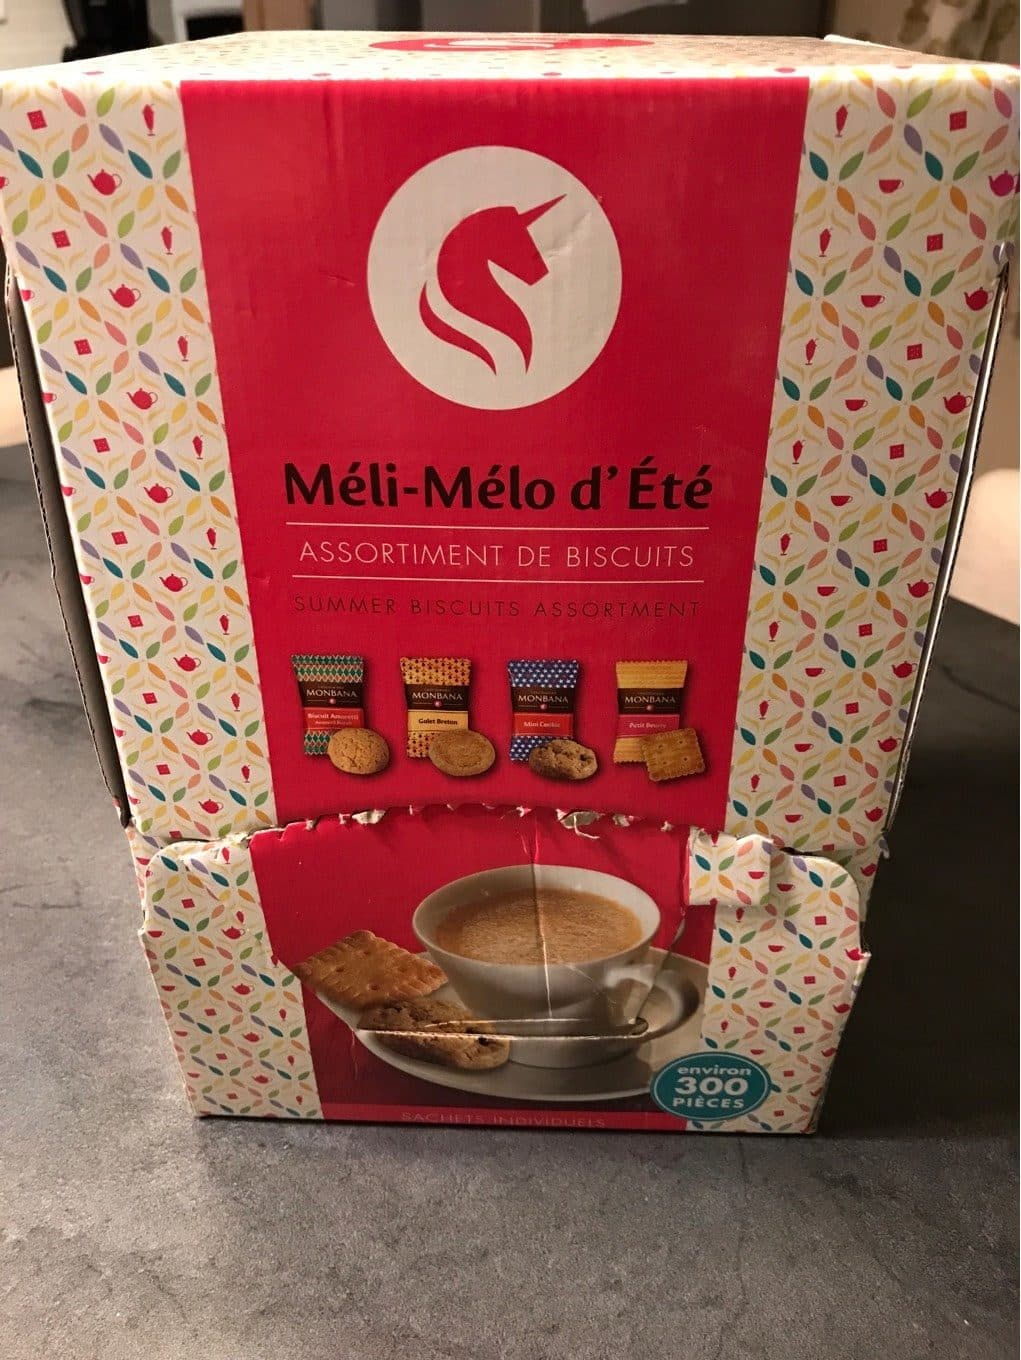 Méli-Mélo d'Été
ASSORTIMENT DE BISCUITS
SUMMER BISCUITS ASSORTMENT
MONBANA
Biscuit Amaretti
MONBANA
Galet Breton
MONBANA
Mini Cookie
MONBANA
Petit Beurre
environ
300
PIÈCES
SACHETS INDIVIDUELS